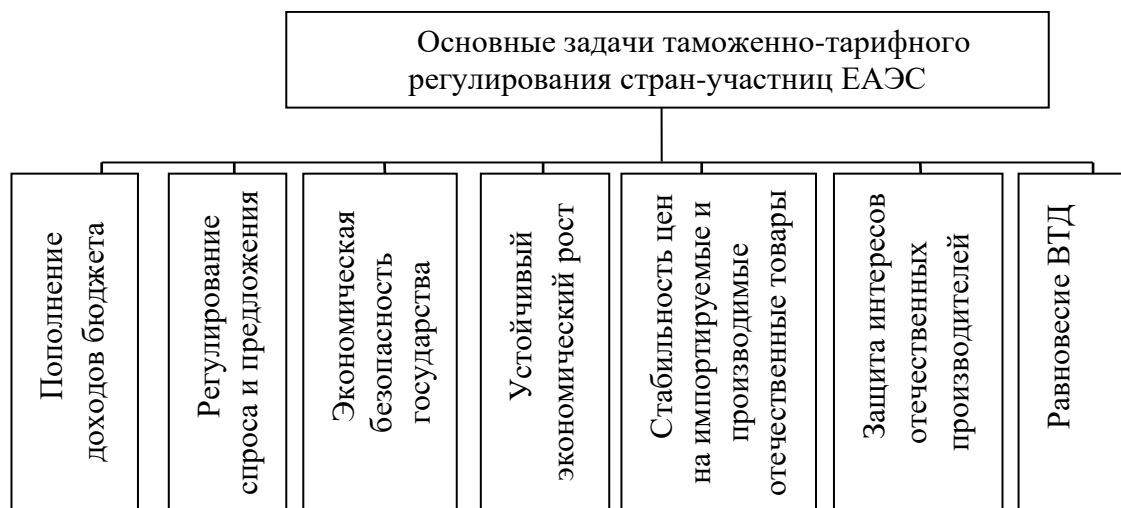 Основные задачи таможенно-тарифного
регулирования стран-участниц ЕАЭС
Пополнение
доходов бюджета
Регулирование
спроса и предложения
Экономическая
безопасность
государства
Устойчивый
экономический рост
Стабильность цен
на импортируемые и
производимые
отечественные товары
Защита интересов
отечественных
производителей
Равновесие ВТД